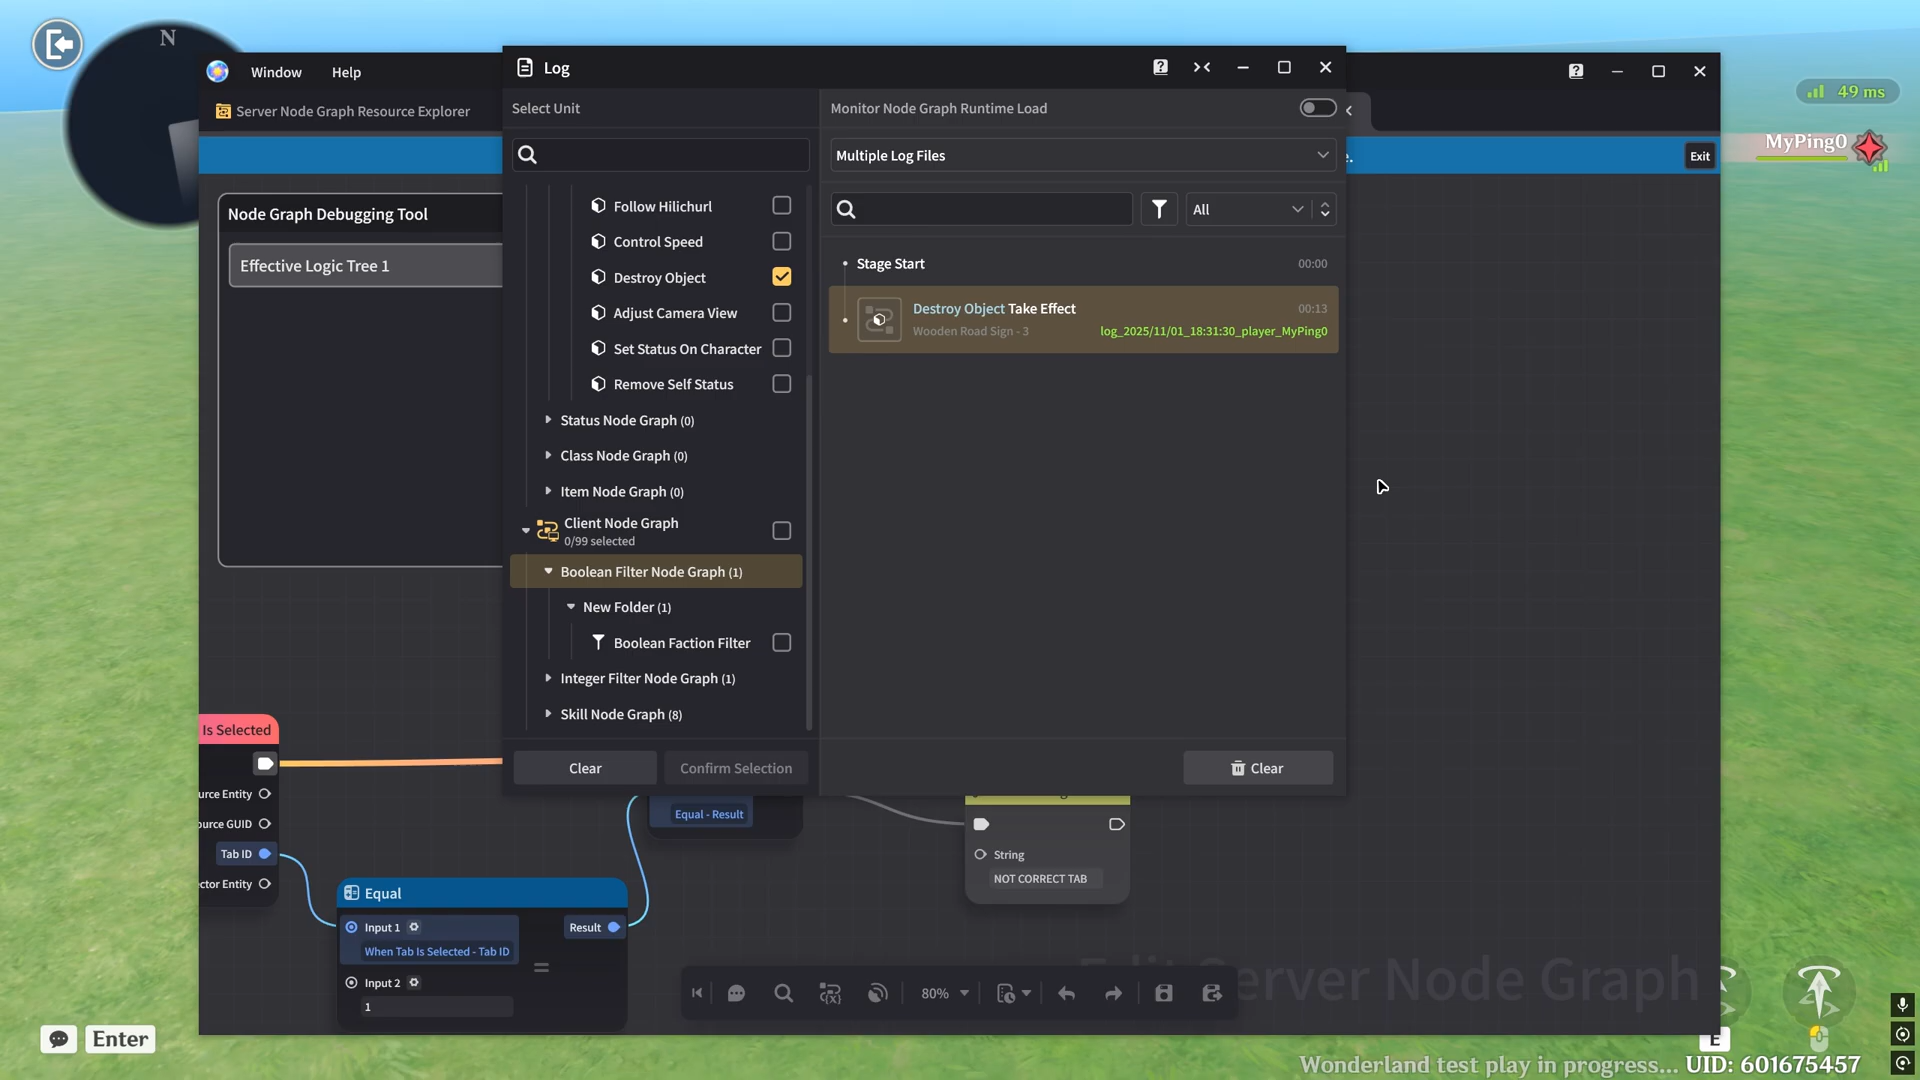 N
Window
Help
Server Node Graph Resource Explorer
Node Graph Debugging Tool
Effective Logic Tree 1
Log
Select Unit
Follow Hilichurl
Control Speed
Destroy Object
Adjust Camera View
Set Status On Character
Remove Self Status
Status Node Graph (0)
Class Node Graph (0)
Item Node Graph (0)
Client Node Graph
0/99 selected
Boolean Filter Node Graph (1)
New Folder (1)
Boolean Faction Filter
Integer Filter Node Graph (1)
Skill Node Graph (8)
Clear
Confirm Selection
Monitor Node Graph Runtime Load
Multiple Log Files
All
Stage Start
00:00
Destroy Object Take Effect
00:13
Wooden Road Sign - 3
log_2025/11/01_18:31:30_player_MyPing0
Clear
e.
Exit
49 ms
MyPing0
Is Selected
urce Entity
ource GUID
Tab ID
ector Entity
Equal
Input 1
When Tab Is Selected - Tab ID
Input 2
1
=
Result
Equal - Result
String
NOT CORRECT TAB
80%
Edit Server Node Graph
Enter
E
Wonderland test play in progress...
UID: 601675457